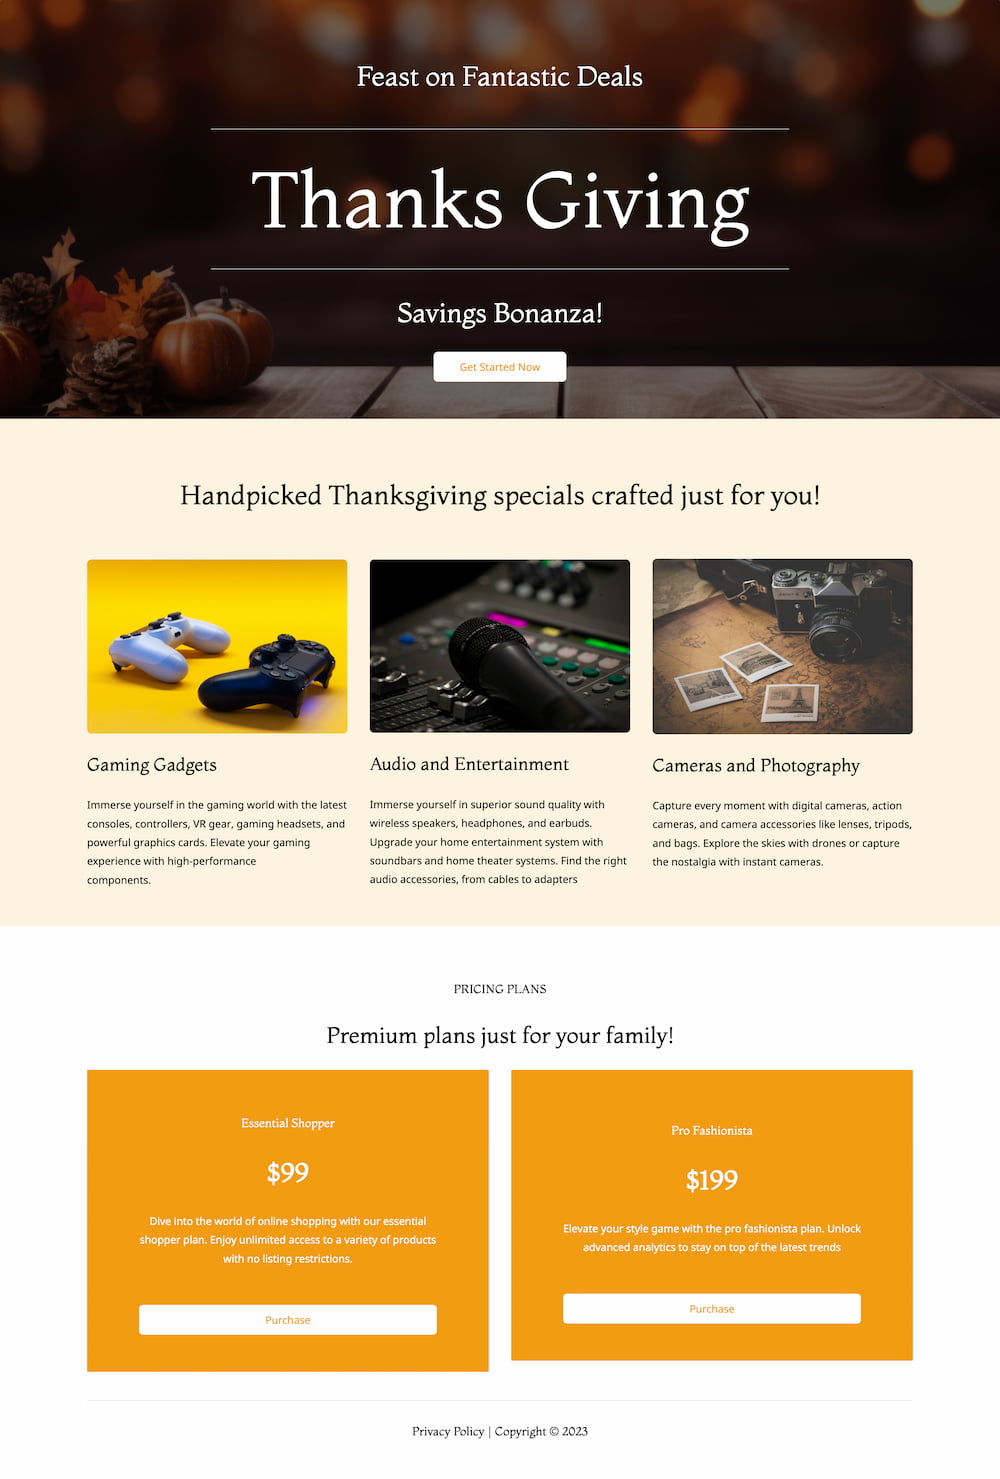 Feast on Fantastic Deals
Thanks Giving
Savings Bonanza!
Get Started Now
Handpicked Thanksgiving specials crafted just for you!
Gaming Gadgets
Immerse yourself in the gaming world with the latest
consoles, controllers, VR gear, gaming headsets, and
powerful graphics cards. Elevate your gaming
experience with high-performance
components.
Audio and Entertainment
Immerse yourself in superior sound quality with
wireless speakers, headphones, and earbuds.
Upgrade your home entertainment system with
soundbars and home theater systems. Find the right
audio accessories, from cables to adapters
Cameras and Photography
Capture every moment with digital cameras, action
cameras, and camera accessories like lenses, tripods,
and bags. Explore the skies with drones or capture
the nostalgia with instant cameras.
PRICING PLANS
Premium plans just for your family!
Essential Shopper
$99
Dive into the world of online shopping with our essential
shopper plan. Enjoy unlimited access to a variety of products
with no listing restrictions.
Purchase
Pro Fashionista
$199
Elevate your style game with the pro fashionista plan. Unlock
advanced analytics to stay on top of the latest trends
Purchase
Privacy Policy | Copyright © 2023